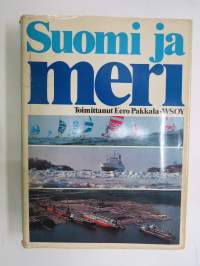 Suomi ja
meri
Toimittanut Eero Pakkala · WSOY